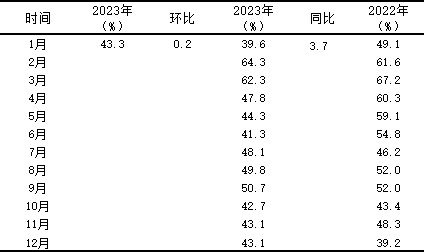 时间 2023年（%） 环比 2023年（%） 同比 2022年（%）
1月 43.3 0.2 39.6 3.7 49.1
2月 64.3 61.6
3月 62.3 67.2
4月 47.8 60.3
5月 44.3 59.1
6月 41.3 54.8
7月 48.1 46.2
8月 49.8 52.0
9月 50.7 52.0
10月 42.7 43.4
11月 43.1 48.3
12月 43.1 39.2